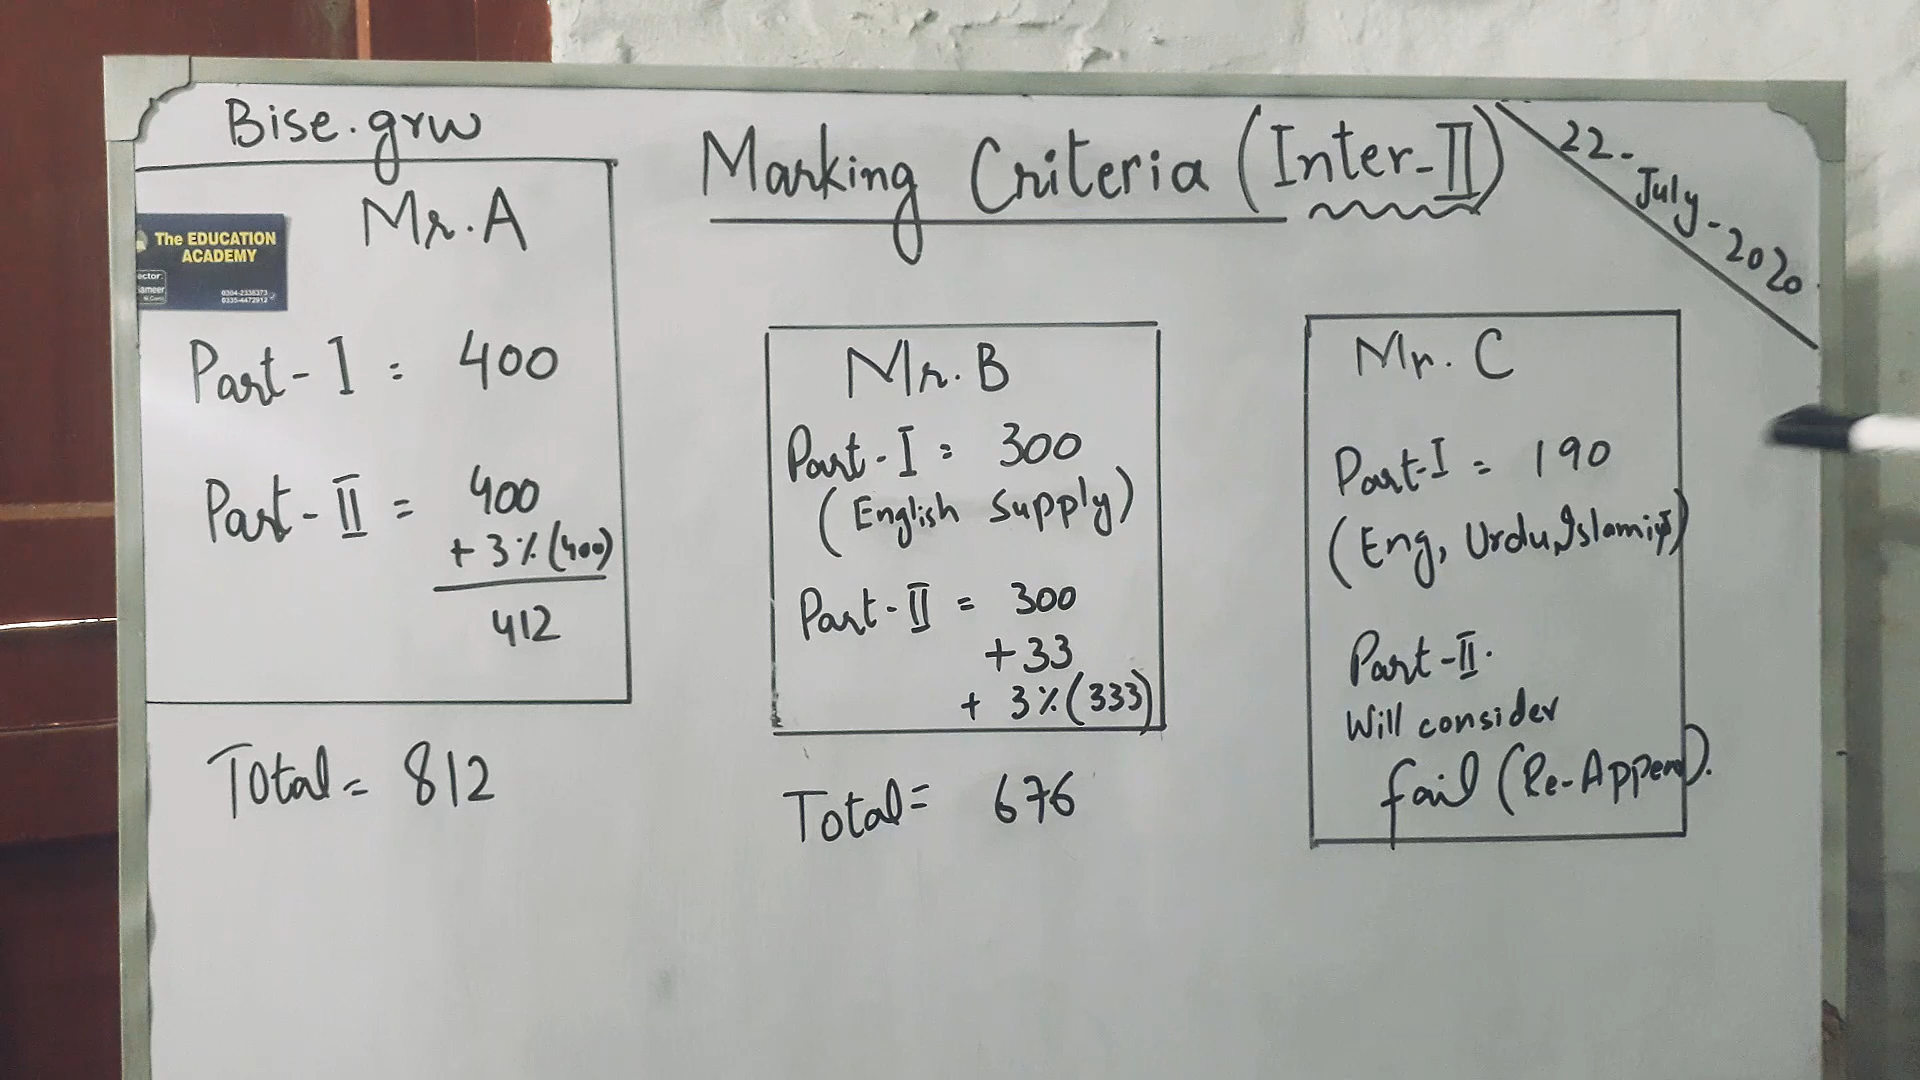 Bise.grw
Marking Criteria (Inter-II)
22-July-2020
Mr. A
The EDUCATION
ACADEMY
Part-I = 400
Part-II = 400
+ 3% (400)
412
Total = 812
Mr. B
Part-I = 300
(English Supply)
Part-II = 300
+33
+ 3% (333)
Total = 676
Mr. C
Part-I = 190
(Eng, Urdu,
Part-II.
Will consider
fail (Re-Append).